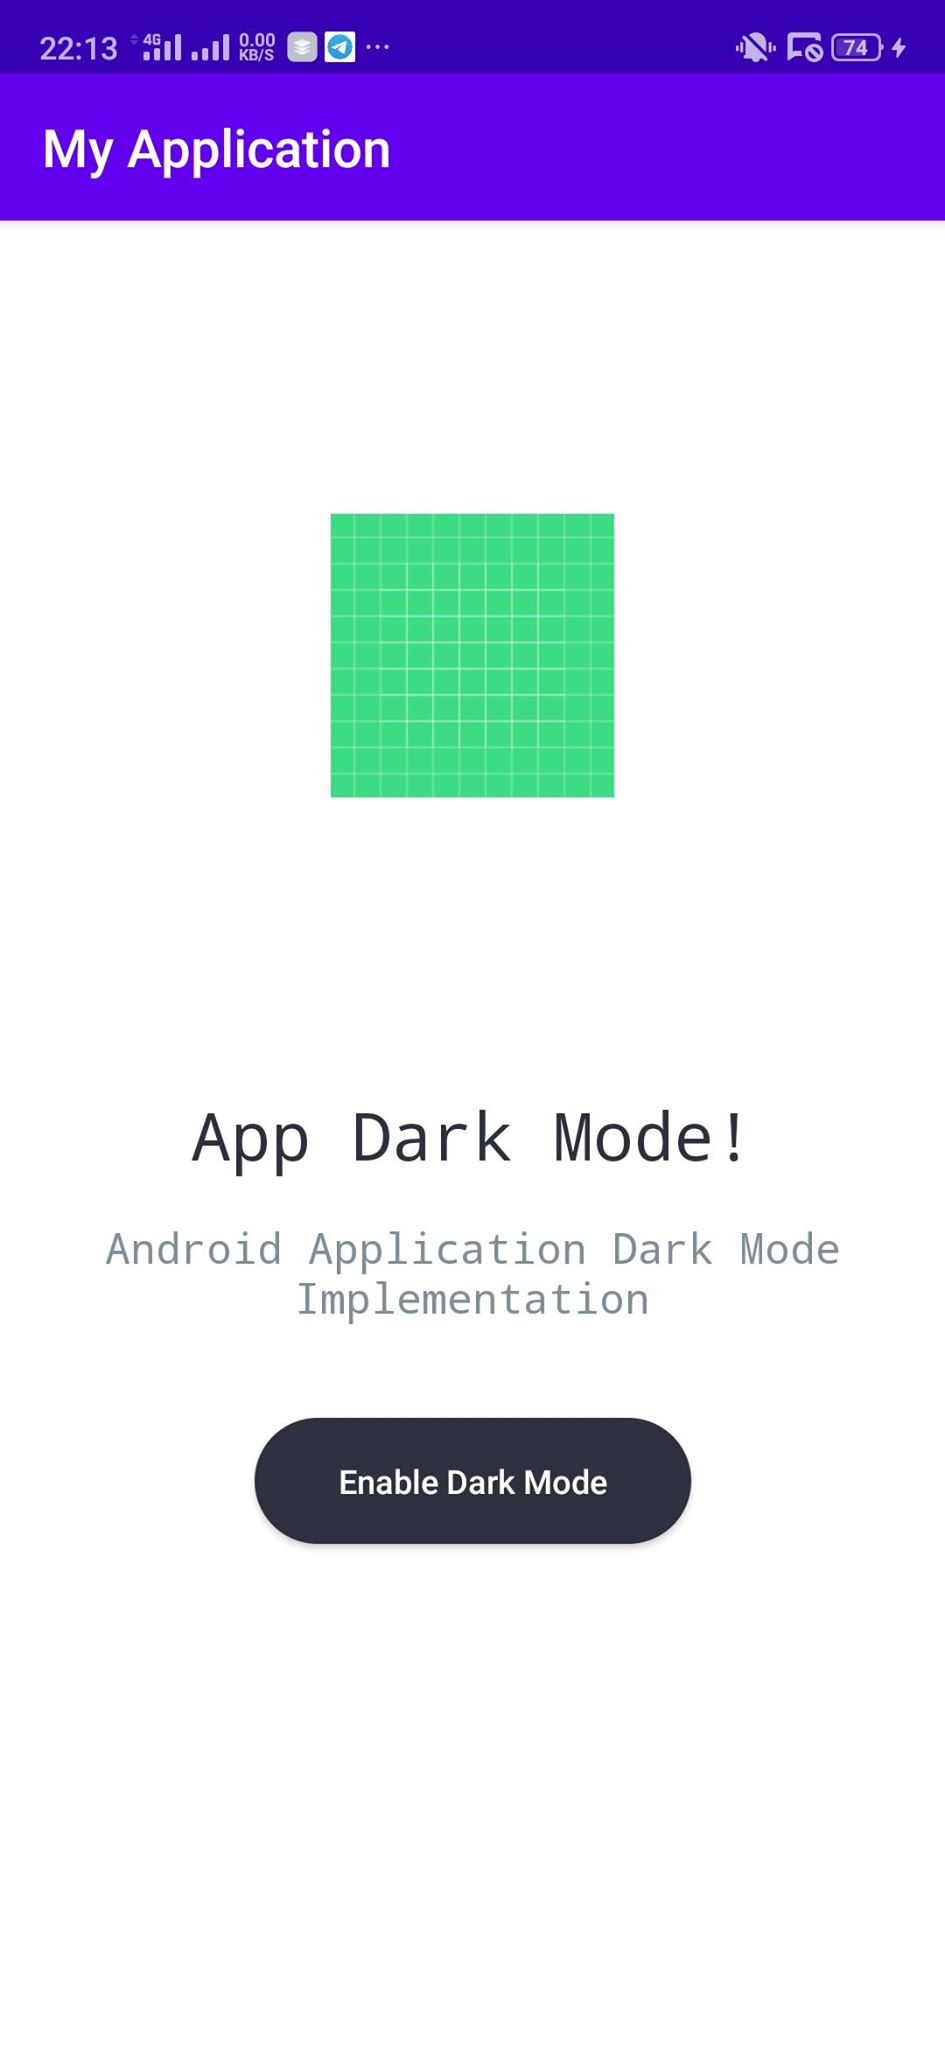 22:13 4G 0.00 KB/S 74
My Application
App Dark Mode!
Android Application Dark Mode
Implementation
Enable Dark Mode